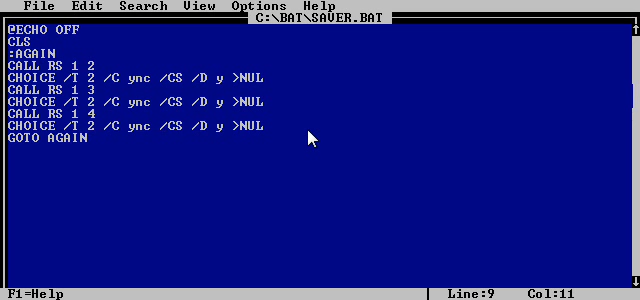 File Edit Search View Options Help
C:\BAT\SAVER.BAT
@ECHO OFF
CLS
:AGAIN
CALL RS 1 2
CHOICE /T 2 /C ync /CS /D y >NUL
CALL RS 1 3
CHOICE /T 2 /C ync /CS /D y >NUL
CALL RS 1 4
CHOICE /T 2 /C ync /CS /D y >NUL
GOTO AGAIN
F1=Help Line:9 Col:11